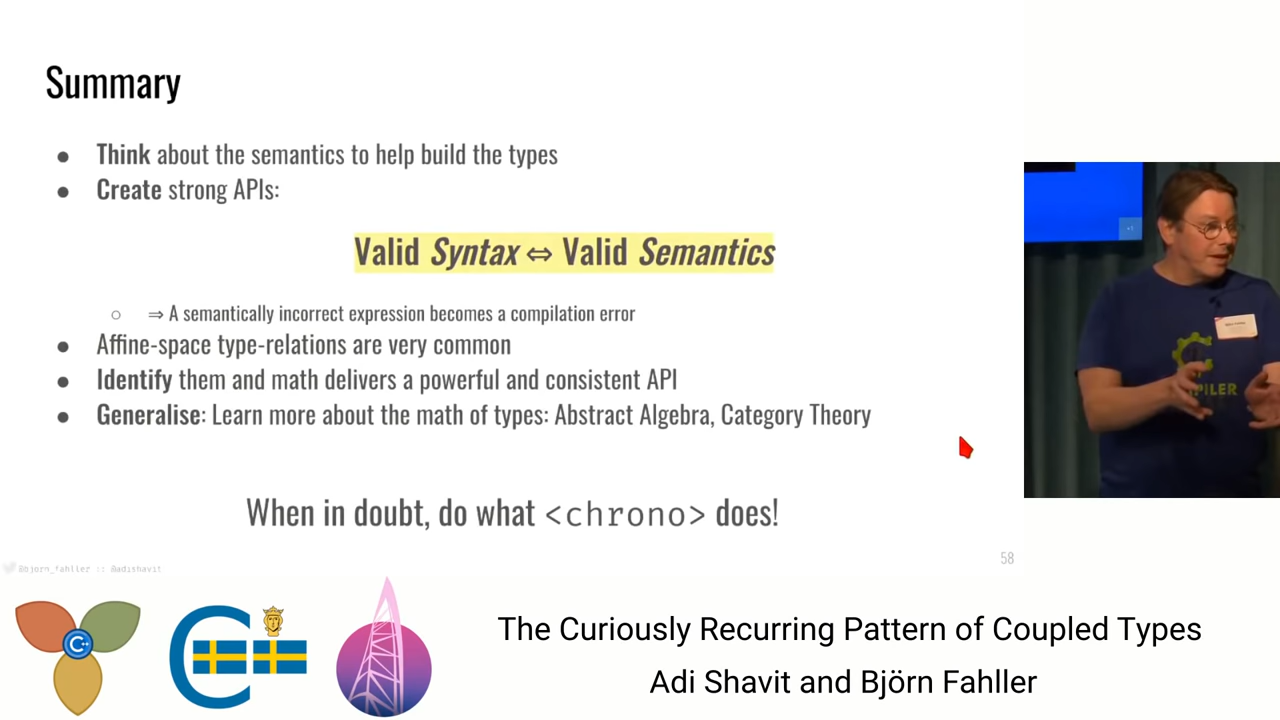 Summary
● Think about the semantics to help build the types
● Create strong APIs:
Valid Syntax ⇔ Valid Semantics
○ ⇒ A semantically incorrect expression becomes a compilation error
● Affine-space type-relations are very common
● Identify them and math delivers a powerful and consistent API
● Generalise: Learn more about the math of types: Abstract Algebra, Category Theory
When in doubt, do what <chrono> does!
58
@bjorn_fahller :: @adishavit
The Curiously Recurring Pattern of Coupled Types
Adi Shavit and Björn Fahller